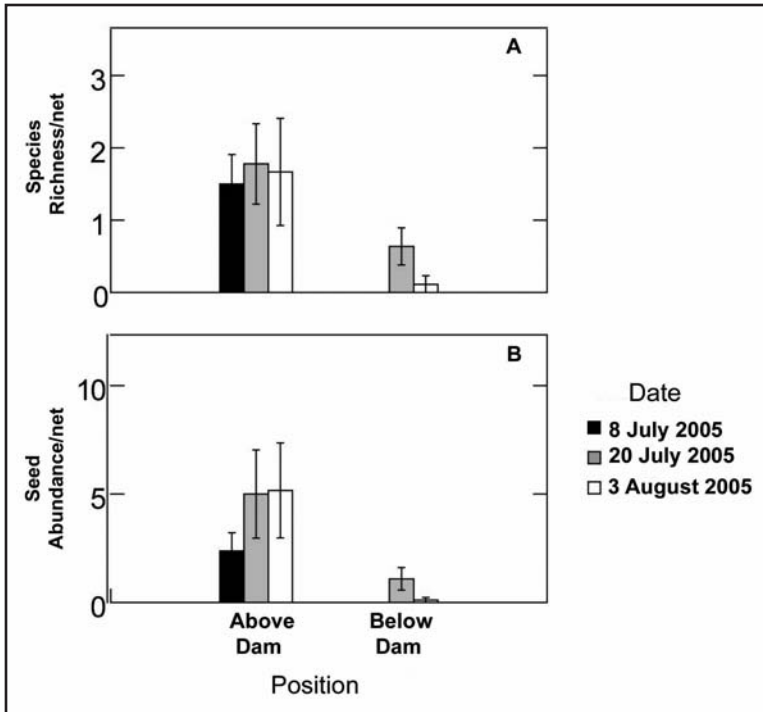 A
Species
Richness/net
3
2
1
0
B
Seed
Abundance/net
10
5
0
Above
Dam
Below
Dam
Position
Date
8 July 2005
20 July 2005
3 August 2005